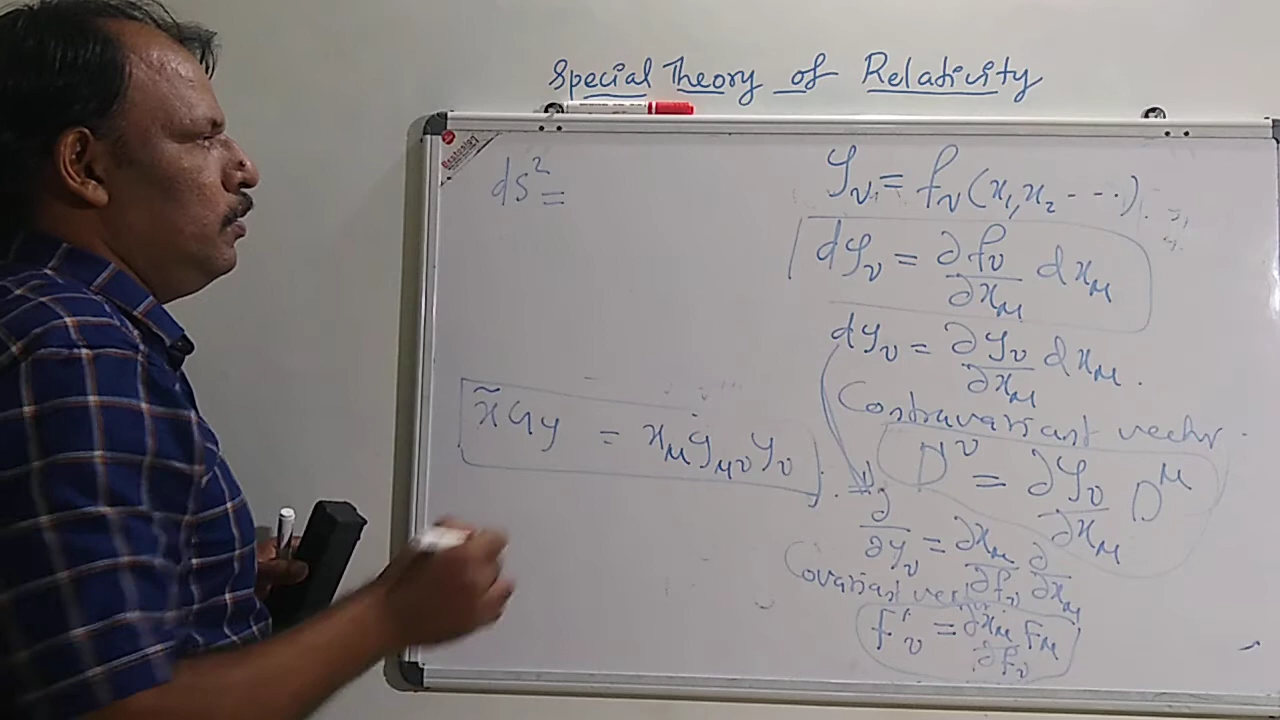 Special Theory of Relativity
ds² =
y_ν = f_ν (x₁, x₂ - - - -).
dy_ν = ∂f_ν/∂x_μ dx_μ
dy_ν = ∂y_ν/∂x_μ dx_μ.
x̃Gy = x_μ g_μν y_ν
Contravariant vector.
D^ν = ∂y_ν/∂x_μ D^μ
∂/∂y_ν = ∂x_μ/∂f_ν ∂/∂x_μ
Covariant vector
F'_ν = ∂x_μ/∂f_ν F_μ